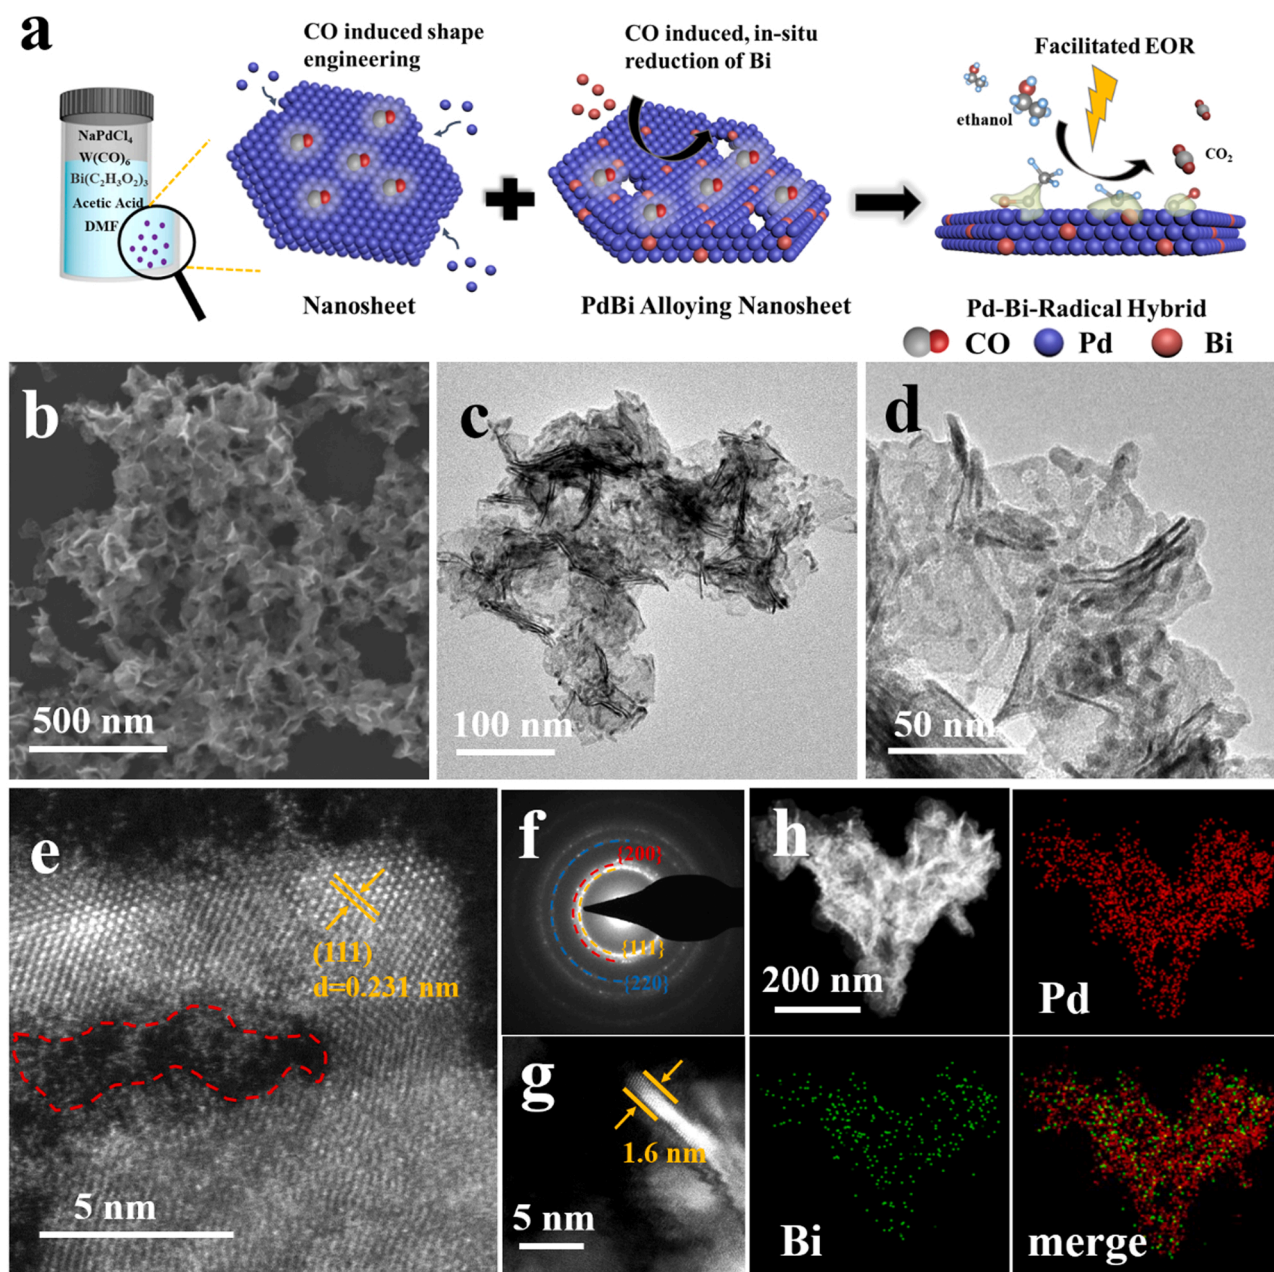 a
CO induced shape
engineering
CO induced, in-situ
reduction of Bi
Facilitated EOR
NaPdCl₄
W(CO)₆
Bi(C₂H₃O₂)₃
Acetic Acid
DMF
ethanol
CO₂
Nanosheet
PdBi Alloying Nanosheet
Pd-Bi-Radical Hybrid
CO
Pd
Bi
b
500 nm
c
100 nm
d
50 nm
e
(111)
d=0.231 nm
5 nm
f
{200}
{111}
{220}
g
1.6 nm
5 nm
h
200 nm
Pd
Bi
merge